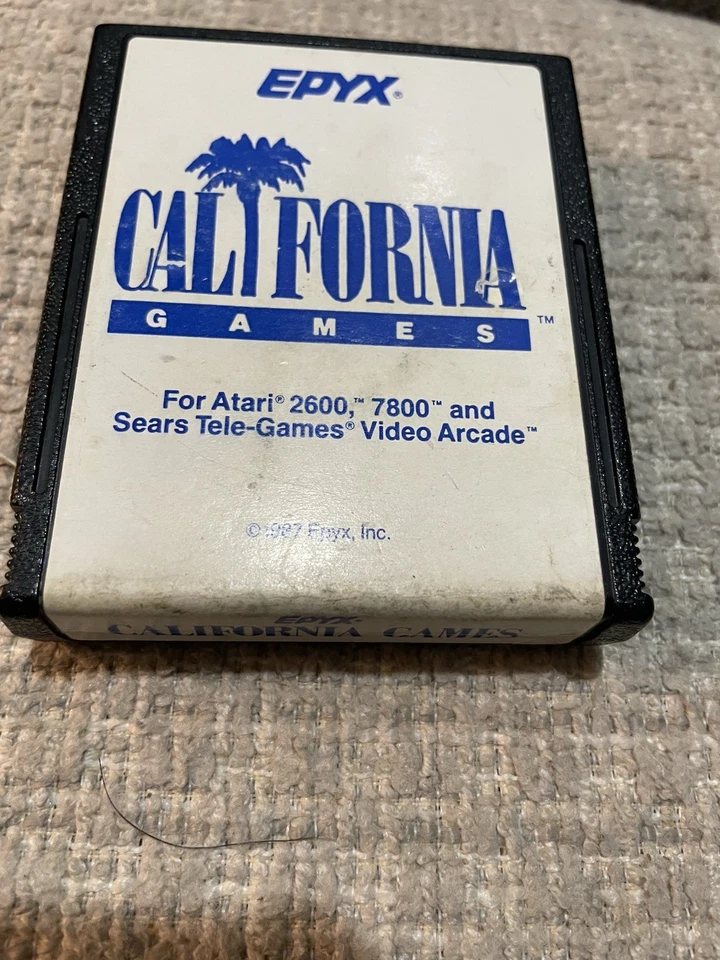 EPYX®
CALIFORNIA
GAMES™
For Atari® 2600,™ 7800™ and
Sears Tele-Games® Video Arcade™
© 1987 Epyx, Inc.
EPYX®
CALIFORNIA GAMES